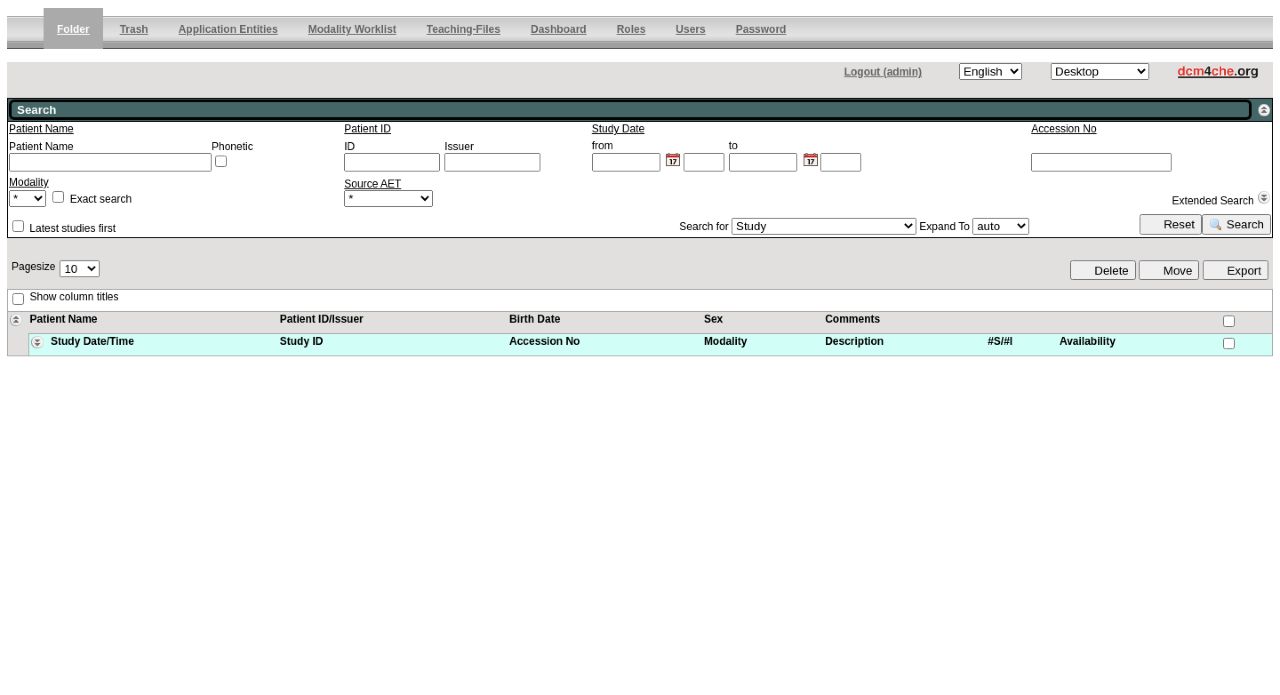 Folder Trash Application Entities Modality Worklist Teaching-Files Dashboard Roles Users Password
Logout (admin) English Desktop dcm4che.org
Search
Patient Name Patient ID Study Date Accession No
Patient Name Phonetic ID Issuer from to
Modality Source AET
* Exact search * Extended Search
Latest studies first Search for Study Expand To auto Reset Search
Pagesize 10 Delete Move Export
Show column titles
Patient Name Patient ID/Issuer Birth Date Sex Comments
Study Date/Time Study ID Accession No Modality Description #S/#I Availability